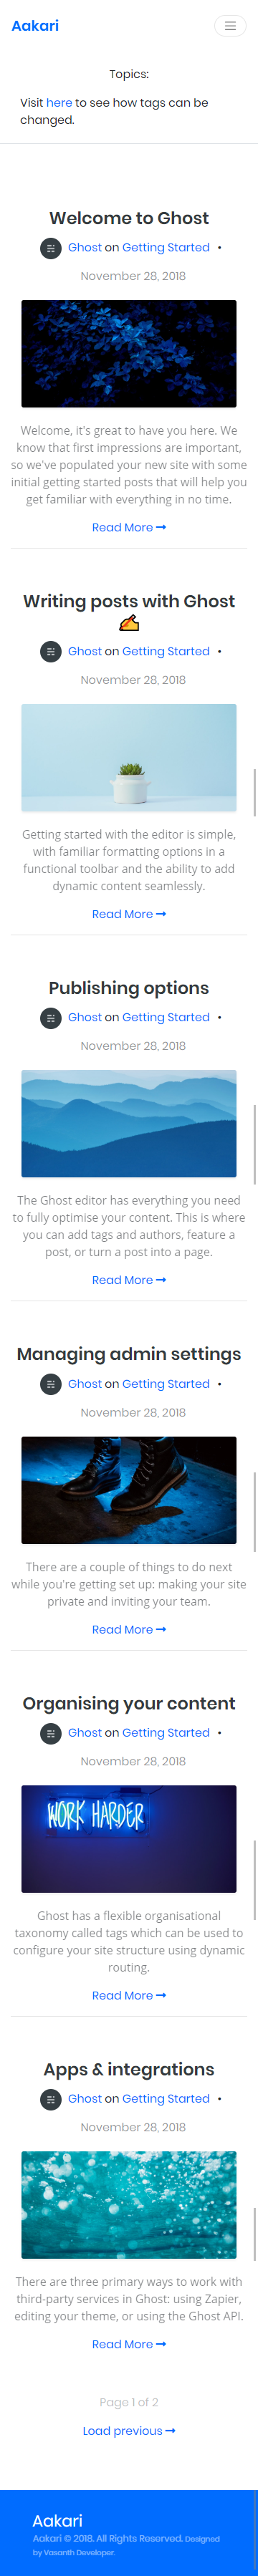 Aakari
Topics:
Visit here to see how tags can be
changed.
Welcome to Ghost
Ghost on Getting Started •
November 28, 2018
Welcome, it's great to have you here. We
know that first impressions are important,
so we've populated your new site with some
initial getting started posts that will help you
get familiar with everything in no time.
Read More →
Writing posts with Ghost
✍️
Ghost on Getting Started •
November 28, 2018
Getting started with the editor is simple,
with familiar formatting options in a
functional toolbar and the ability to add
dynamic content seamlessly.
Read More →
Publishing options
Ghost on Getting Started •
November 28, 2018
The Ghost editor has everything you need
to fully optimise your content. This is where
you can add tags and authors, feature a
post, or turn a post into a page.
Read More →
Managing admin settings
Ghost on Getting Started •
November 28, 2018
There are a couple of things to do next
while you're getting set up: making your site
private and inviting your team.
Read More →
Organising your content
Ghost on Getting Started •
November 28, 2018
WORK HARDER
Ghost has a flexible organisational
taxonomy called tags which can be used to
configure your site structure using dynamic
routing.
Read More →
Apps & integrations
Ghost on Getting Started •
November 28, 2018
There are three primary ways to work with
third-party services in Ghost: using Zapier,
editing your theme, or using the Ghost API.
Read More →
Page 1 of 2
Load previous →
Aakari
Aakari © 2018. All Rights Reserved. Designed
by Vasanth Developer.